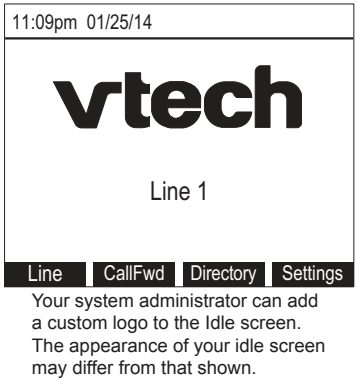 11:09pm 01/25/14
vtech
Line 1
Line CallFwd Directory Settings
Your system administrator can add
a custom logo to the Idle screen.
The appearance of your idle screen
may differ from that shown.